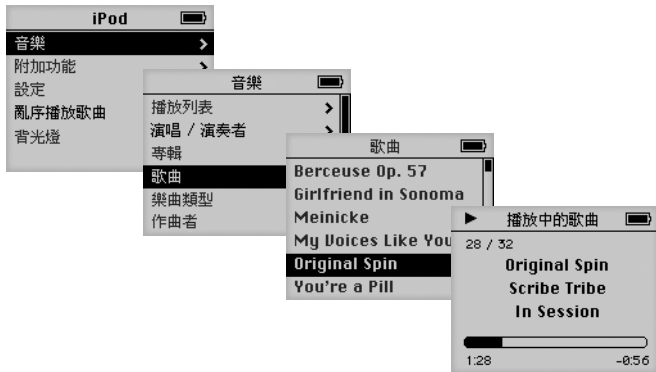 iPod
音樂
附加功能
設定
亂序播放歌曲
背光燈
音樂
播放列表
演唱 / 演奏者
專輯
歌曲
樂曲類型
作曲者
歌曲
Berceuse Op. 57
Girlfriend in Sonoma
Meinicke
My Voices Like You
Original Spin
You're a Pill
播放中的歌曲
28 / 32
Original Spin
Scribe Tribe
In Session
1:28
-0:56